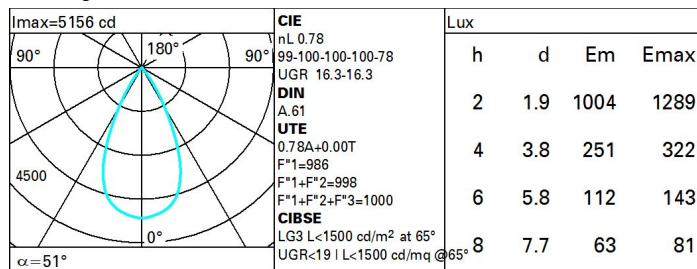 Imax=5156 cd
90°
180°
90°
4500
0°
α=51°
CIE
nL 0.78
99-100-100-100-78
UGR 16.3-16.3
DIN
A.61
UTE
0.78A+0.00T
F"1=986
F"1+F"2=998
F"1+F"2+F"3=1000
CIBSE
LG3 L<1500 cd/m² at 65°
UGR<19 | L<1500 cd/mq @65°
Lux
h d Em Emax
2 1.9 1004 1289
4 3.8 251 322
6 5.8 112 143
8 7.7 63 81